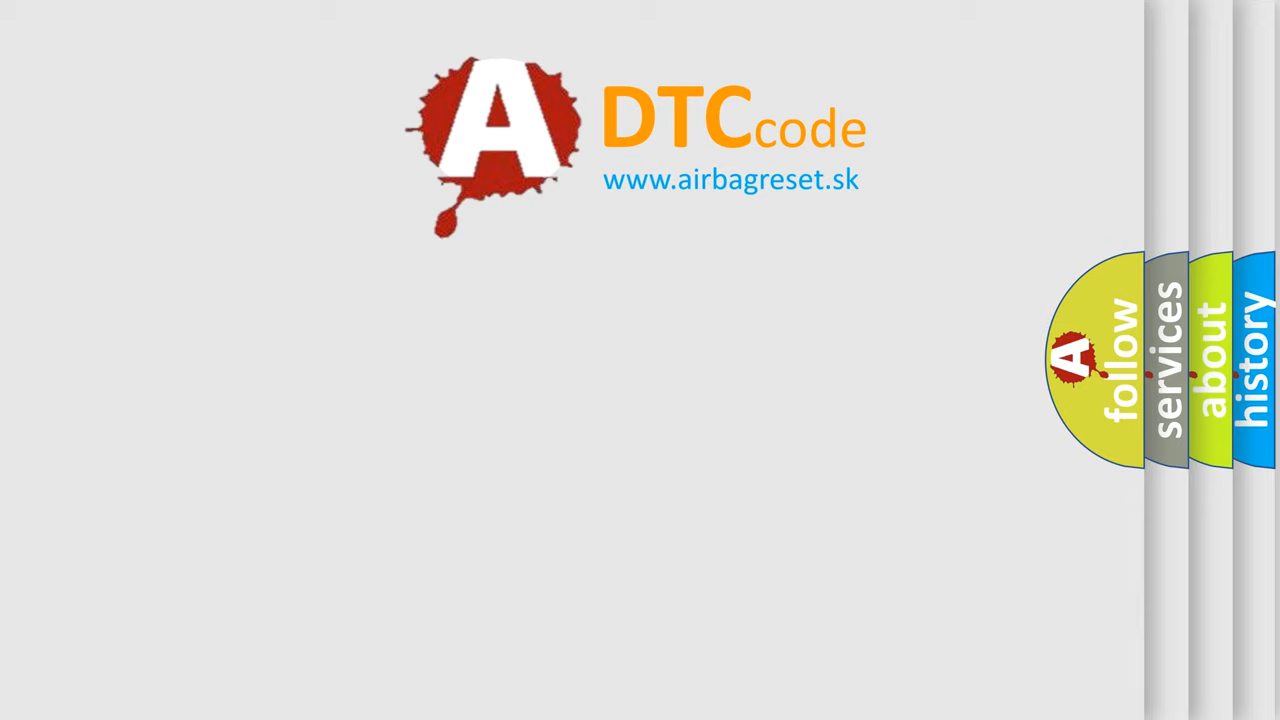 A
DTCcode
www.airbagreset.sk
A
follow
services
about
history